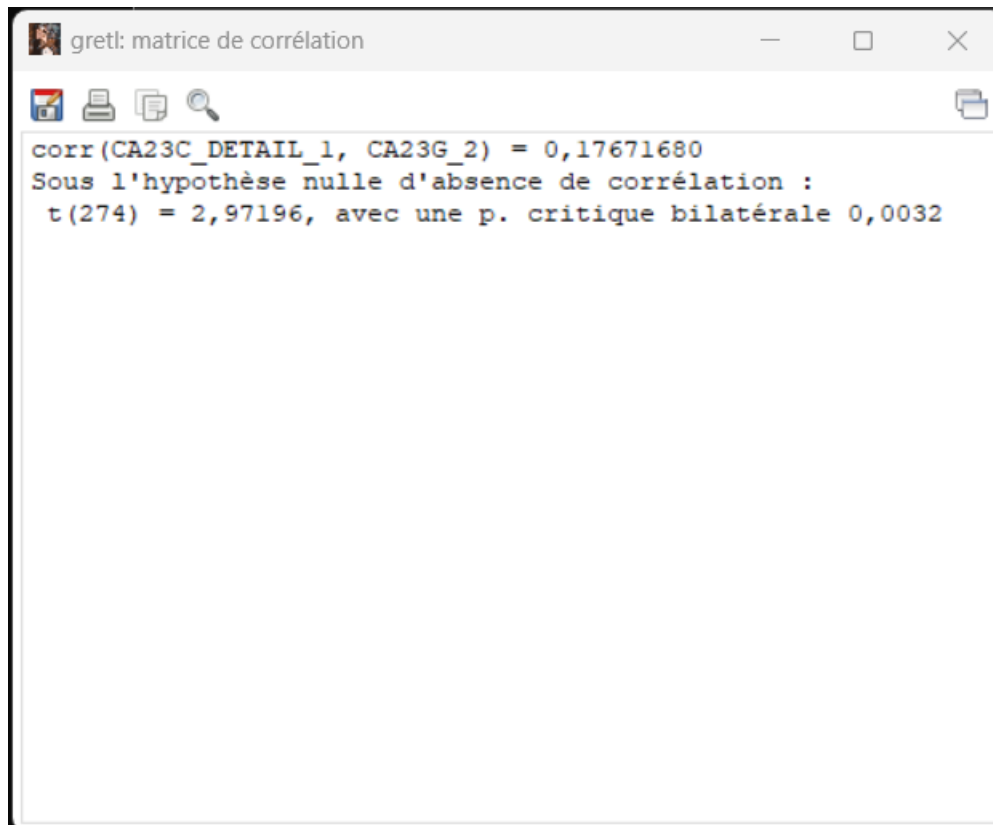 gretl: matrice de corrélation
corr(CA23C_DETAIL_1, CA23G_2) = 0,17671680
Sous l'hypothèse nulle d'absence de corrélation :
t(274) = 2,97196, avec une p. critique bilatérale 0,0032